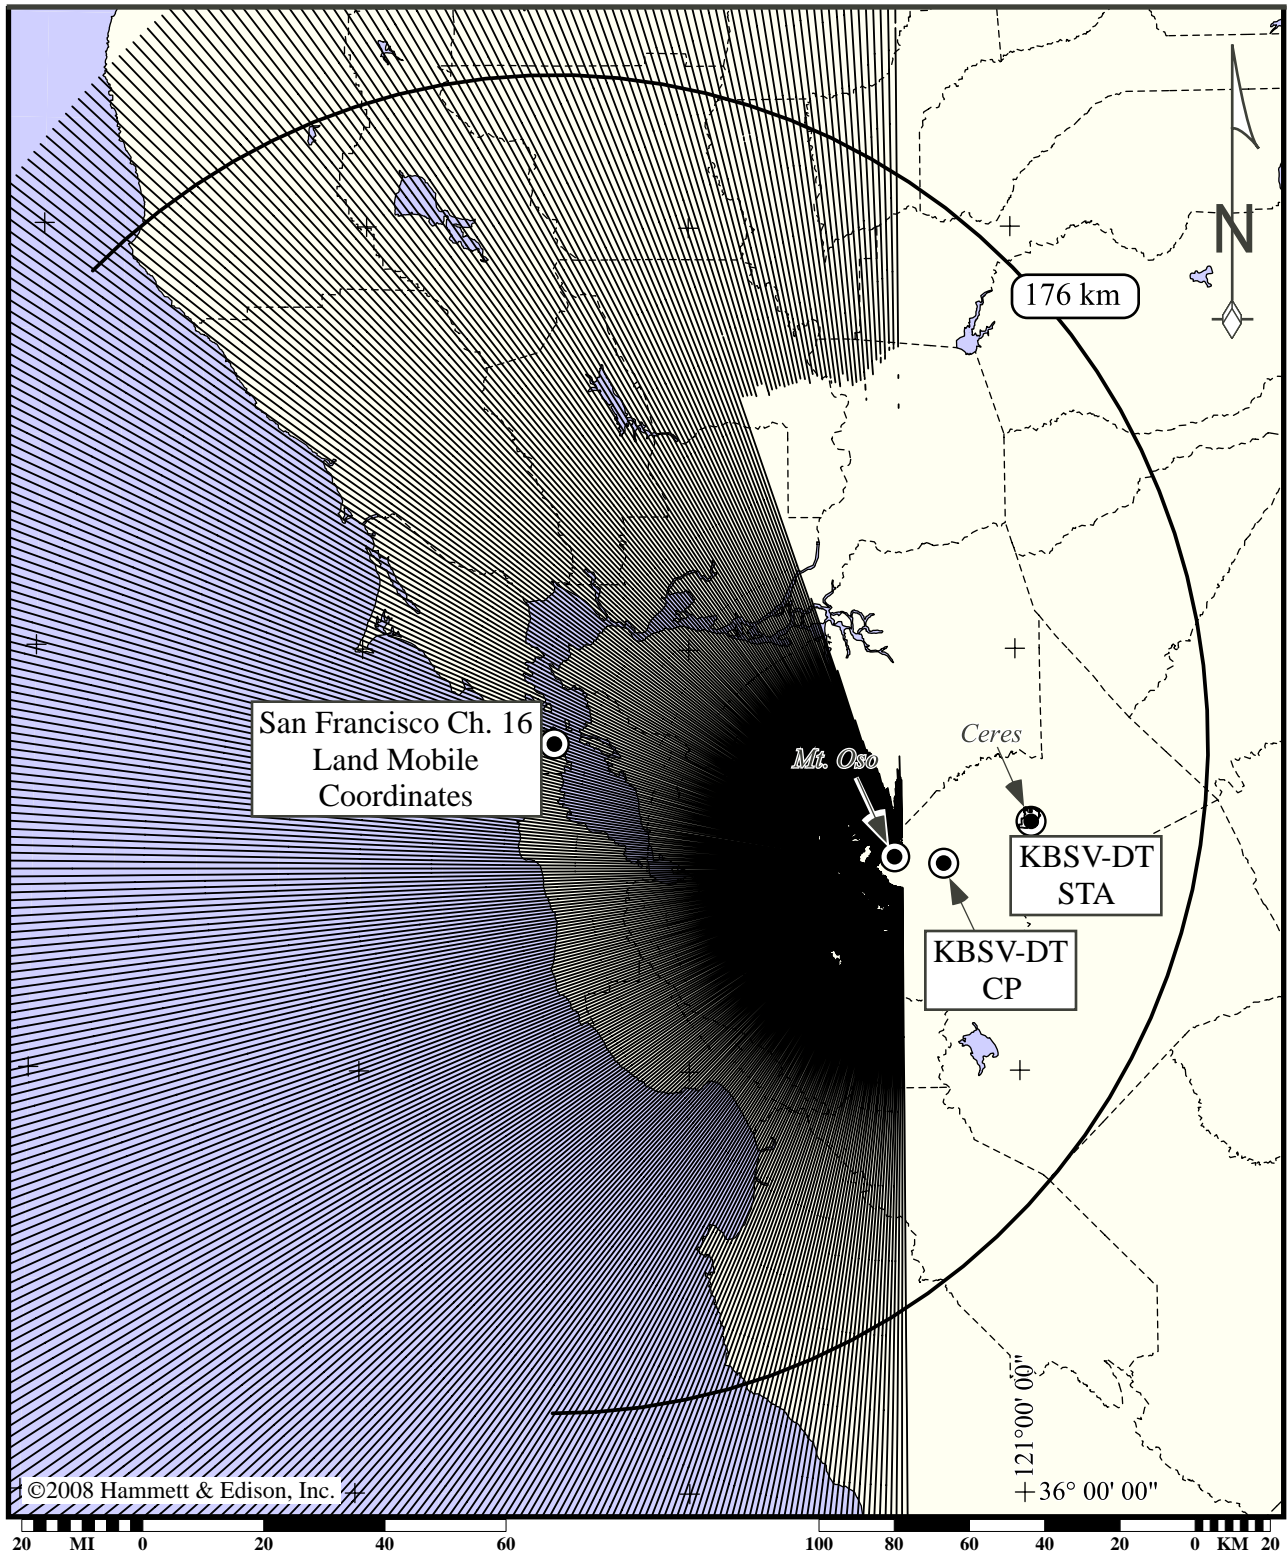 N
176 km
San Francisco Ch. 16
Land Mobile
Coordinates
Mt. Oso
Ceres
KBSV-DT
STA
KBSV-DT
CP
121°00' 00"
36° 00' 00"
©2008 Hammett & Edison, Inc.
20 MI 0 20 40 60 100 80 60 40 20 0 KM 20